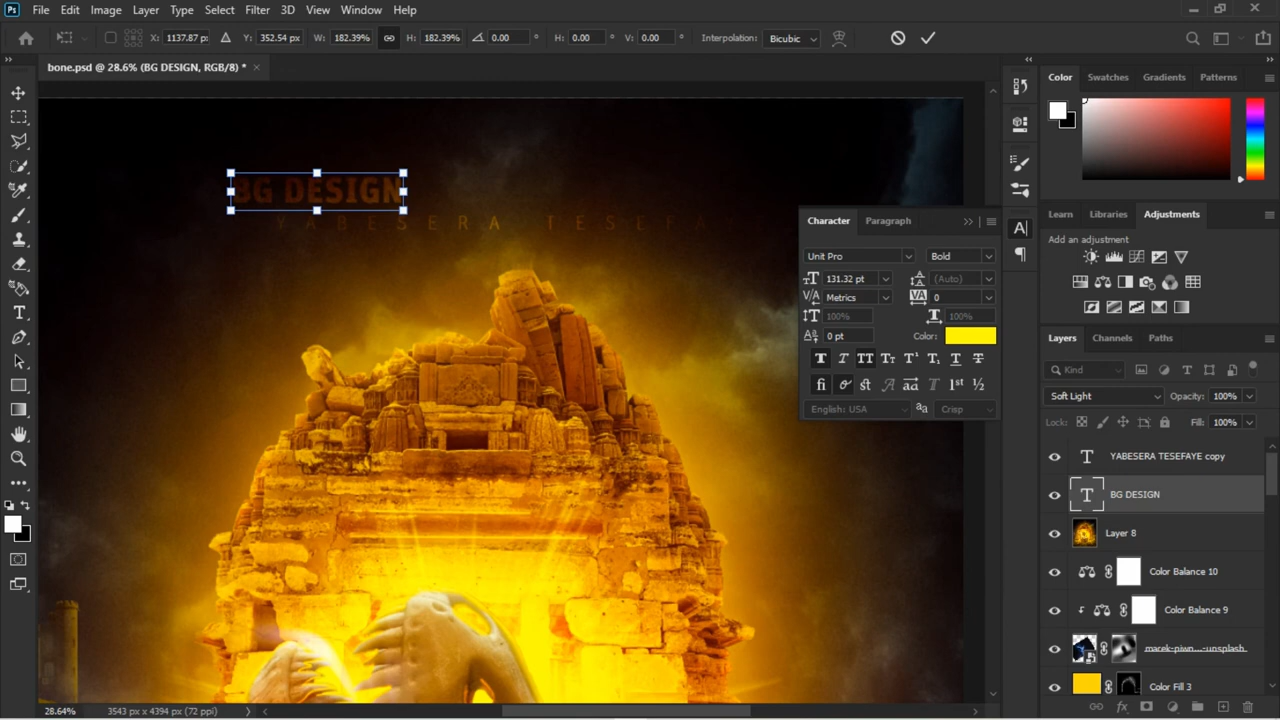 Ps File Edit Image Layer Type Select Filter 3D View Window Help
X: 1137.87 p: Y: 352.54 px W: 182.39% H: 182.39% 0.00 ° H: 0.00 ° V: 0.00 ° Interpolation: Bicubic
bone.psd @ 28.6% (BG DESIGN, RGB/8) * ×
Color Swatches Gradients Patterns
BG DESIGN
YABESERA TESEFA
Character Paragraph
Unit Pro Bold
131.32 pt (Auto)
Metrics 0
100% 100%
0 pt Color:
English: USA aa Crisp
Learn Libraries Adjustments
Add an adjustment
Layers Channels Paths
Kind
Soft Light Opacity: 100%
Lock: Fill: 100%
YABESERA TESEFAYE copy
BG DESIGN
Layer 8
Color Balance 10
Color Balance 9
macek-piwn...-unsplash
Color Fill 3
28.64% 3543 px x 4394 px (72 ppi)